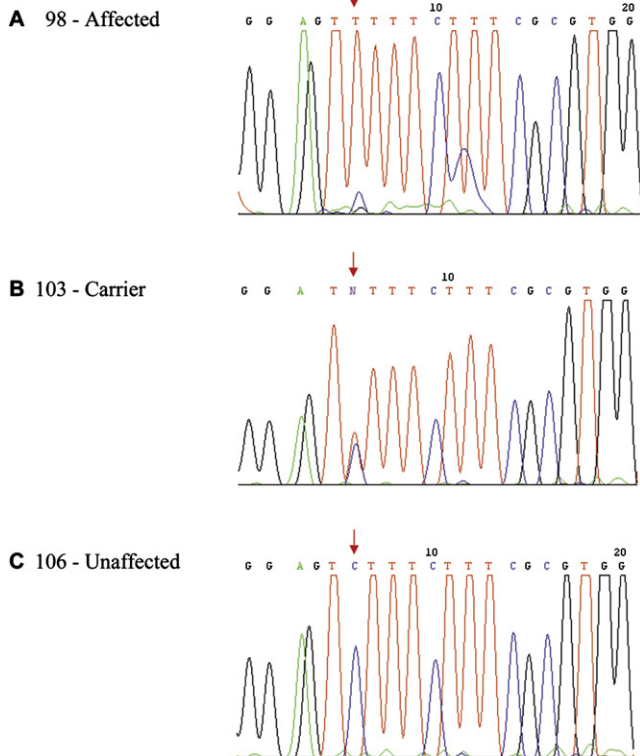 10 20
A 98 - Affected G G A G T T T T T C T T T C G C G T G G
10
B 103 - Carrier G G A T N T T T C T T T C G C G T G G
10 20
C 106 - Unaffected G G A G T C T T T C T T T C G C G T G G